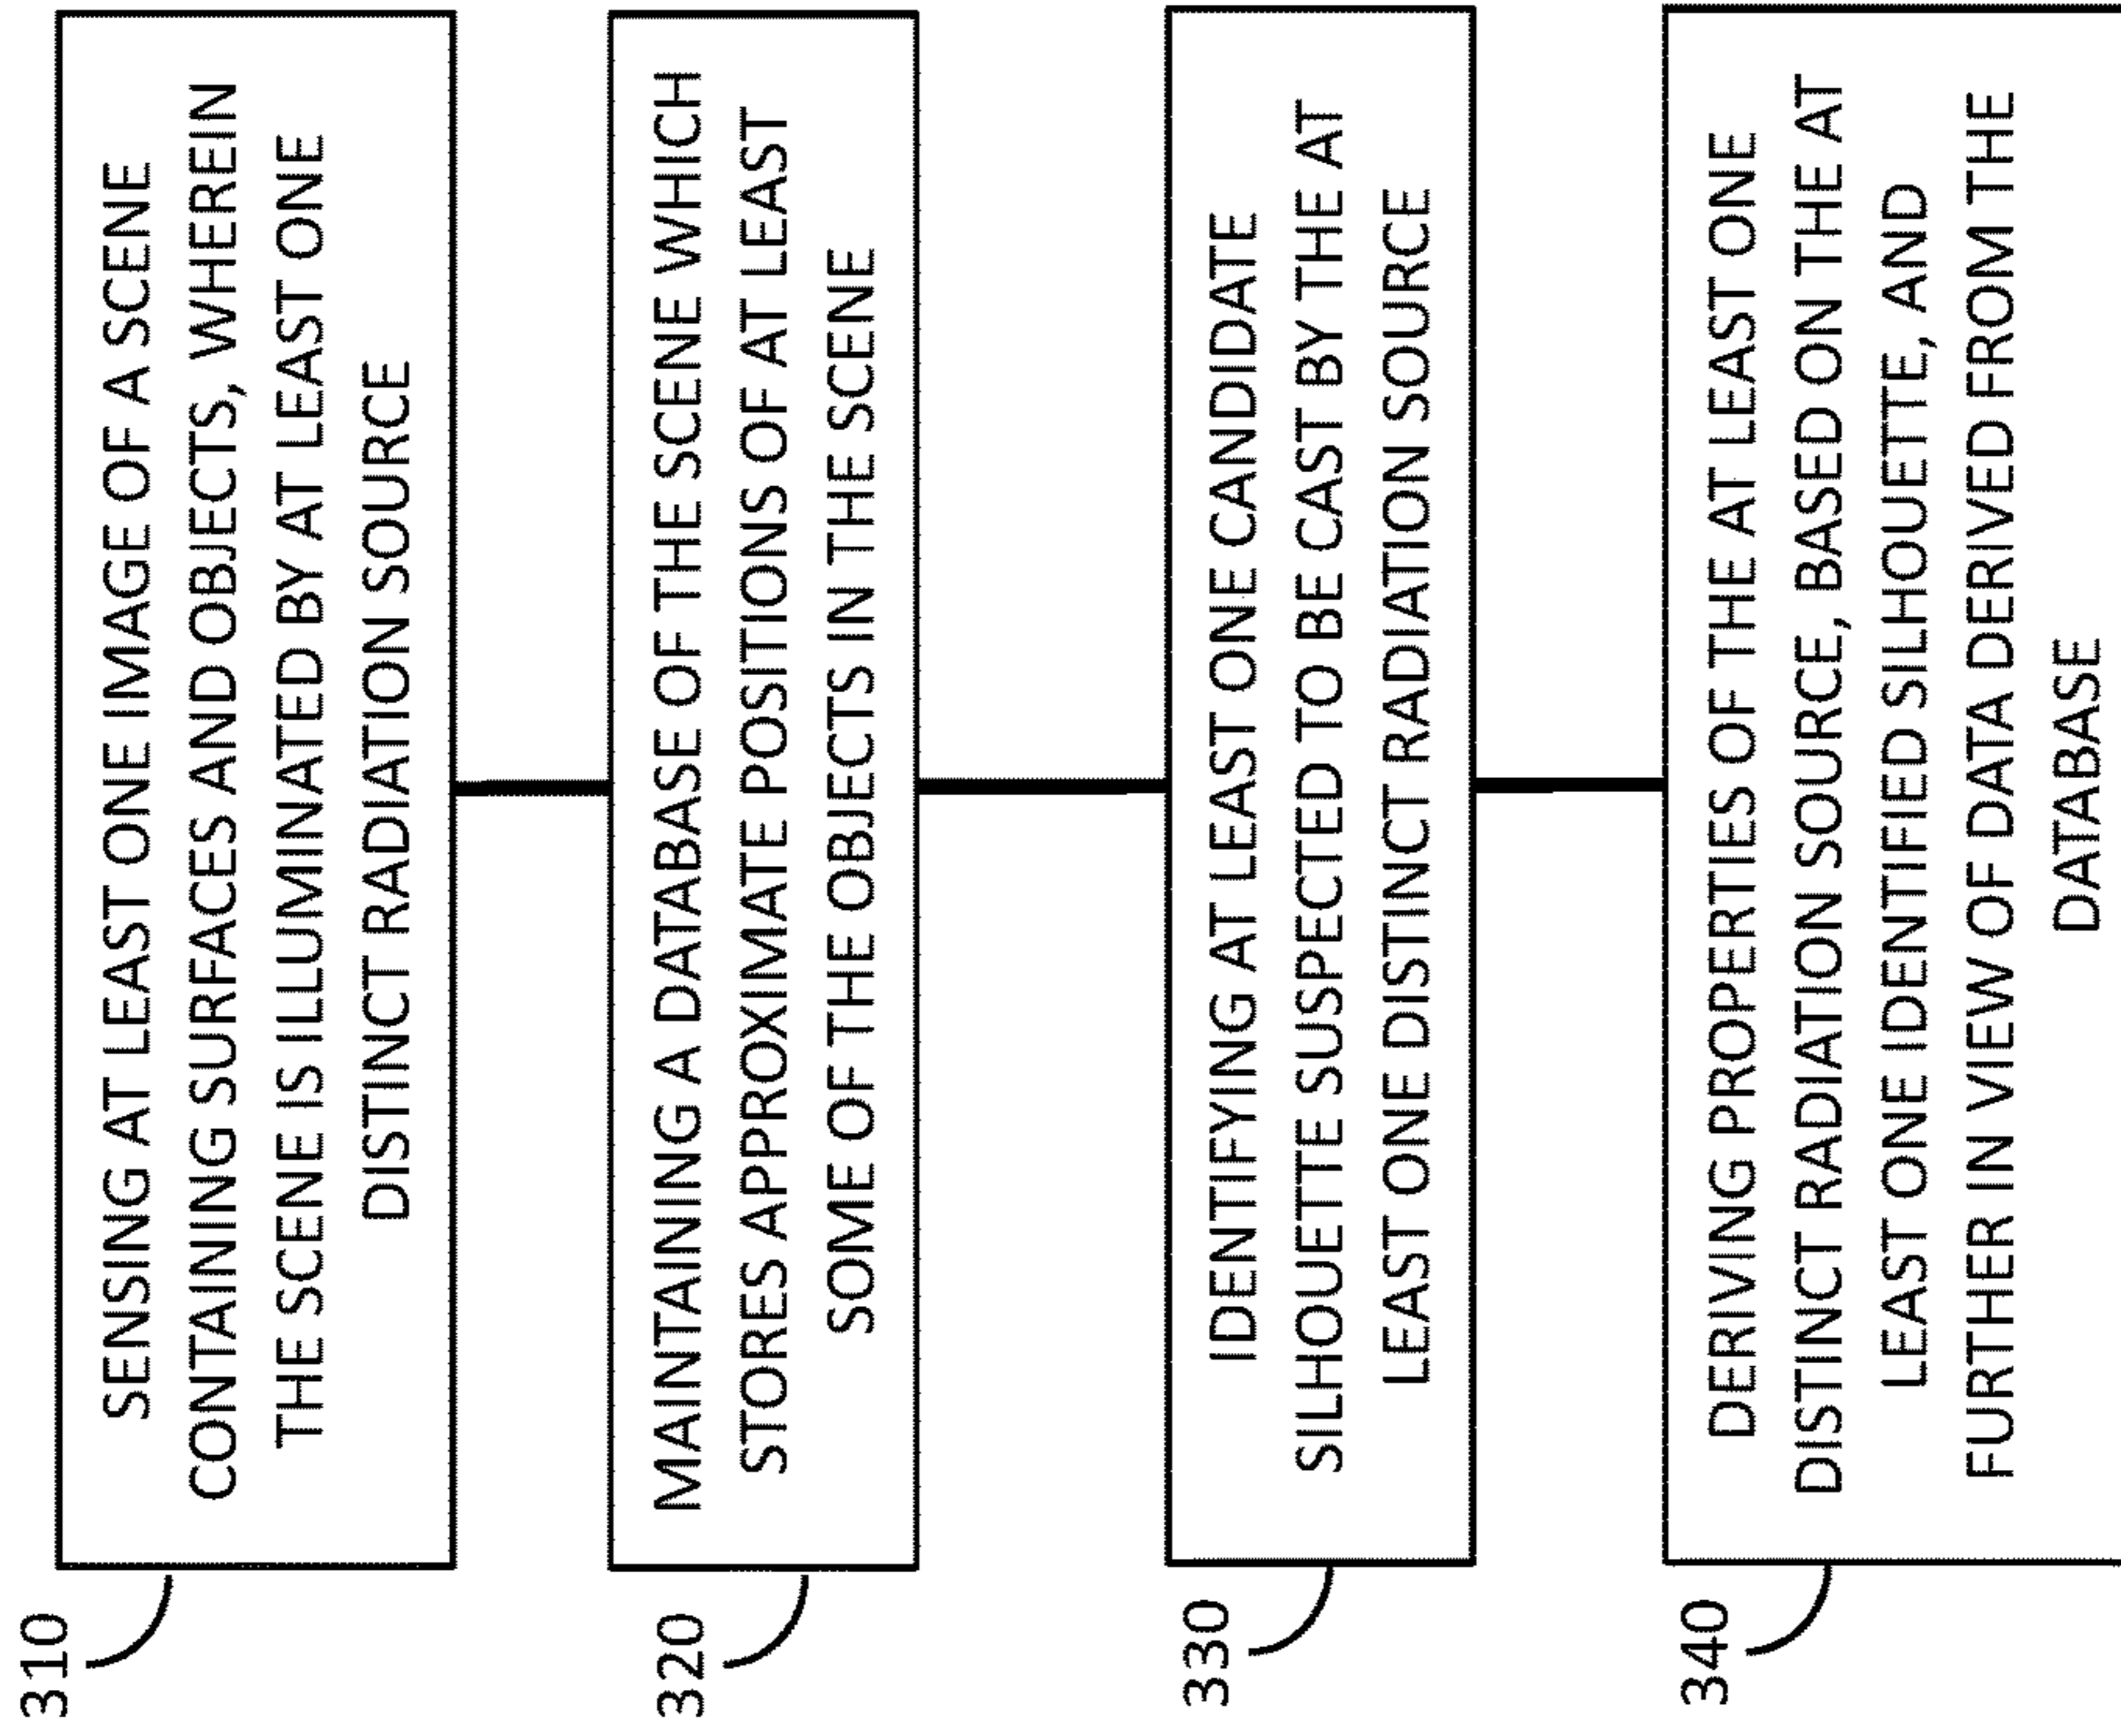 310
SENSING AT LEAST ONE IMAGE OF A SCENE
CONTAINING SURFACES AND OBJECTS, WHEREIN
THE SCENE IS ILLUMINATED BY AT LEAST ONE
DISTINCT RADIATION SOURCE
320
MAINTAINING A DATABASE OF THE SCENE WHICH
STORES APPROXIMATE POSITIONS OF AT LEAST
SOME OF THE OBJECTS IN THE SCENE
330
IDENTIFYING AT LEAST ONE CANDIDATE
SILHOUETTE SUSPECTED TO BE CAST BY THE AT
LEAST ONE DISTINCT RADIATION SOURCE
340
DERIVING PROPERTIES OF THE AT LEAST ONE
DISTINCT RADIATION SOURCE, BASED ON THE AT
LEAST ONE IDENTIFIED SILHOUETTE, AND
FURTHER IN VIEW OF DATA DERIVED FROM THE
DATABASE